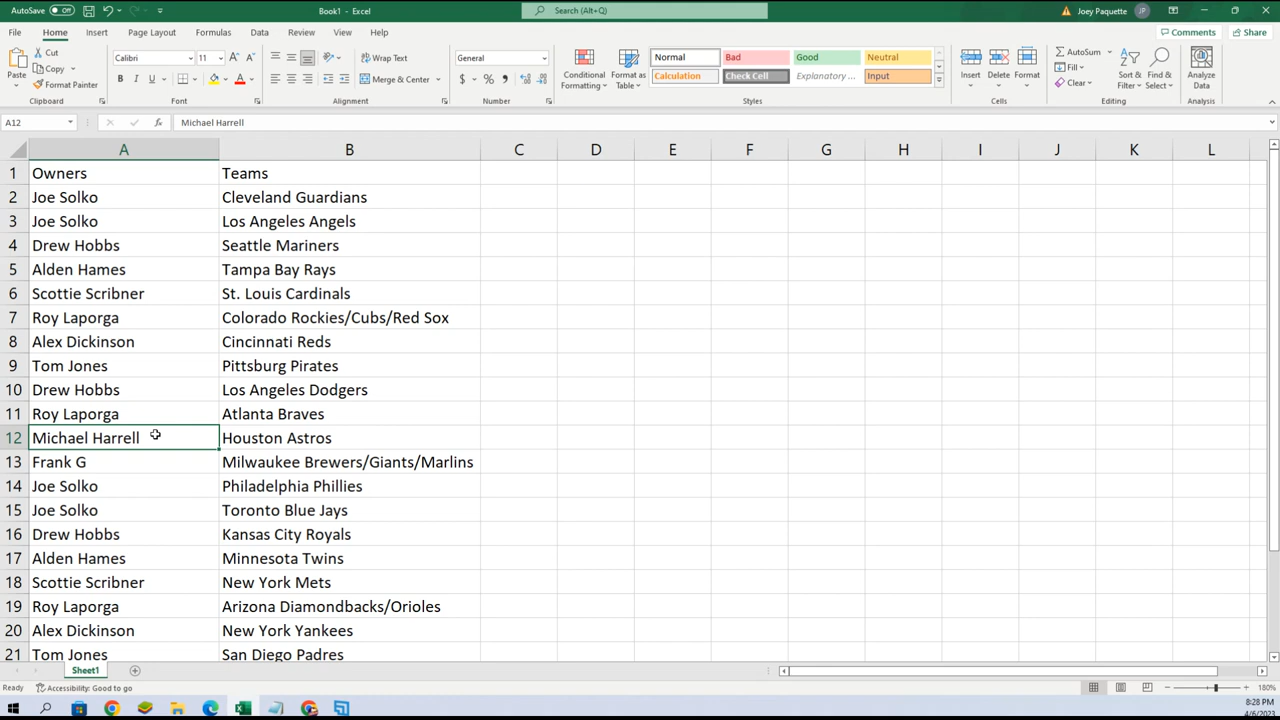 AutoSave Off Book1 - Excel Search (Alt+Q) Joey Paquette JP
File Home Insert Page Layout Formulas Data Review View Help Comments Share
Paste Cut Copy Format Painter Clipboard
Calibri 11 A A B I U A Font
Wrap Text Merge & Center Alignment
General $ % , Number
Conditional Formatting Format as Table
Normal Bad Good Neutral
Calculation Check Cell Explanatory ... Input
Styles
Insert Delete Format Cells
AutoSum Fill Clear Sort & Filter Find & Select Editing
Analyze Data Analysis
A12 fx Michael Harrell
A B C D E F G H I J K L
1 Owners Teams
2 Joe Solko Cleveland Guardians
3 Joe Solko Los Angeles Angels
4 Drew Hobbs Seattle Mariners
5 Alden Hames Tampa Bay Rays
6 Scottie Scribner St. Louis Cardinals
7 Roy Laporga Colorado Rockies/Cubs/Red Sox
8 Alex Dickinson Cincinnati Reds
9 Tom Jones Pittsburg Pirates
10 Drew Hobbs Los Angeles Dodgers
11 Roy Laporga Atlanta Braves
12 Michael Harrell Houston Astros
13 Frank G Milwaukee Brewers/Giants/Marlins
14 Joe Solko Philadelphia Phillies
15 Joe Solko Toronto Blue Jays
16 Drew Hobbs Kansas City Royals
17 Alden Hames Minnesota Twins
18 Scottie Scribner New York Mets
19 Roy Laporga Arizona Diamondbacks/Orioles
20 Alex Dickinson New York Yankees
21 Tom Jones San Diego Padres
Sheet1
Ready Accessibility: Good to go 180%
8:28 PM
4/6/2023